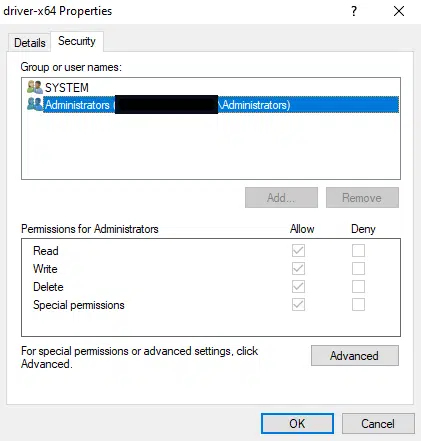 driver-x64 Properties
Details
Security
Group or user names:
SYSTEM
Administrators ( \Administrators)
Add...
Remove
Permissions for Administrators
Allow
Deny
Read
Write
Delete
Special permissions
For special permissions or advanced settings, click
Advanced.
Advanced
OK
Cancel